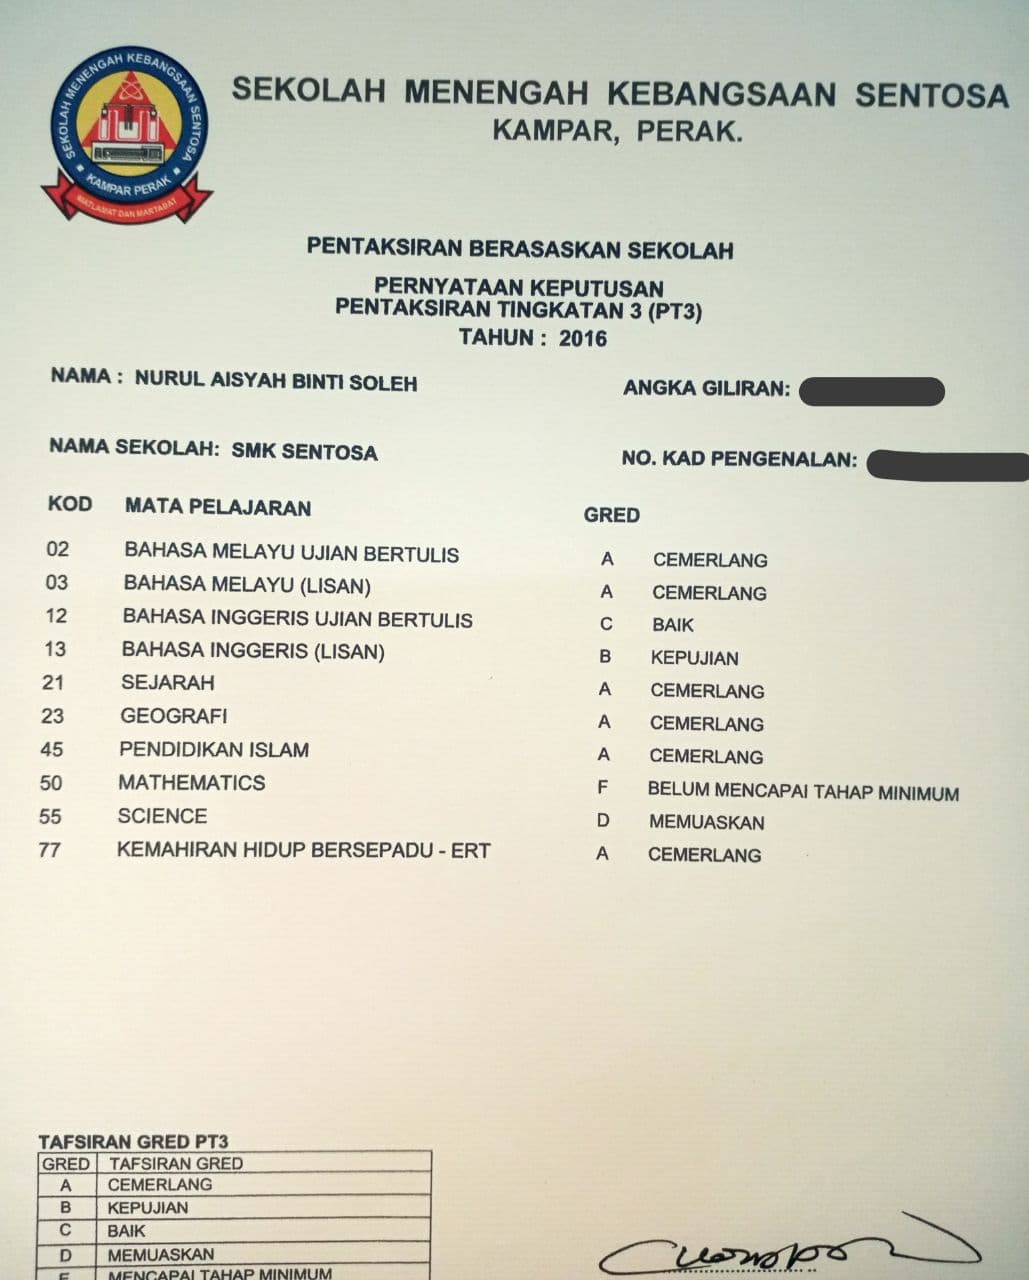 SEKOLAH MENENGAH KEBANGSAAN SENTOSA
KAMPAR PERAK
MATLAMAT DAN MARTABAT
SEKOLAH MENENGAH KEBANGSAAN SENTOSA
KAMPAR, PERAK.
PENTAKSIRAN BERASASKAN SEKOLAH
PERNYATAAN KEPUTUSAN
PENTAKSIRAN TINGKATAN 3 (PT3)
TAHUN : 2016
NAMA : NURUL AISYAH BINTI SOLEH ANGKA GILIRAN:
NAMA SEKOLAH: SMK SENTOSA NO. KAD PENGENALAN:
KOD MATA PELAJARAN GRED
02 BAHASA MELAYU UJIAN BERTULIS A CEMERLANG
03 BAHASA MELAYU (LISAN) A CEMERLANG
12 BAHASA INGGERIS UJIAN BERTULIS C BAIK
13 BAHASA INGGERIS (LISAN) B KEPUJIAN
21 SEJARAH A CEMERLANG
23 GEOGRAFI A CEMERLANG
45 PENDIDIKAN ISLAM A CEMERLANG
50 MATHEMATICS F BELUM MENCAPAI TAHAP MINIMUM
55 SCIENCE D MEMUASKAN
77 KEMAHIRAN HIDUP BERSEPADU - ERT A CEMERLANG
TAFSIRAN GRED PT3
GRED TAFSIRAN GRED
A CEMERLANG
B KEPUJIAN
C BAIK
D MEMUASKAN
E MENCAPAI TAHAP MINIMUM